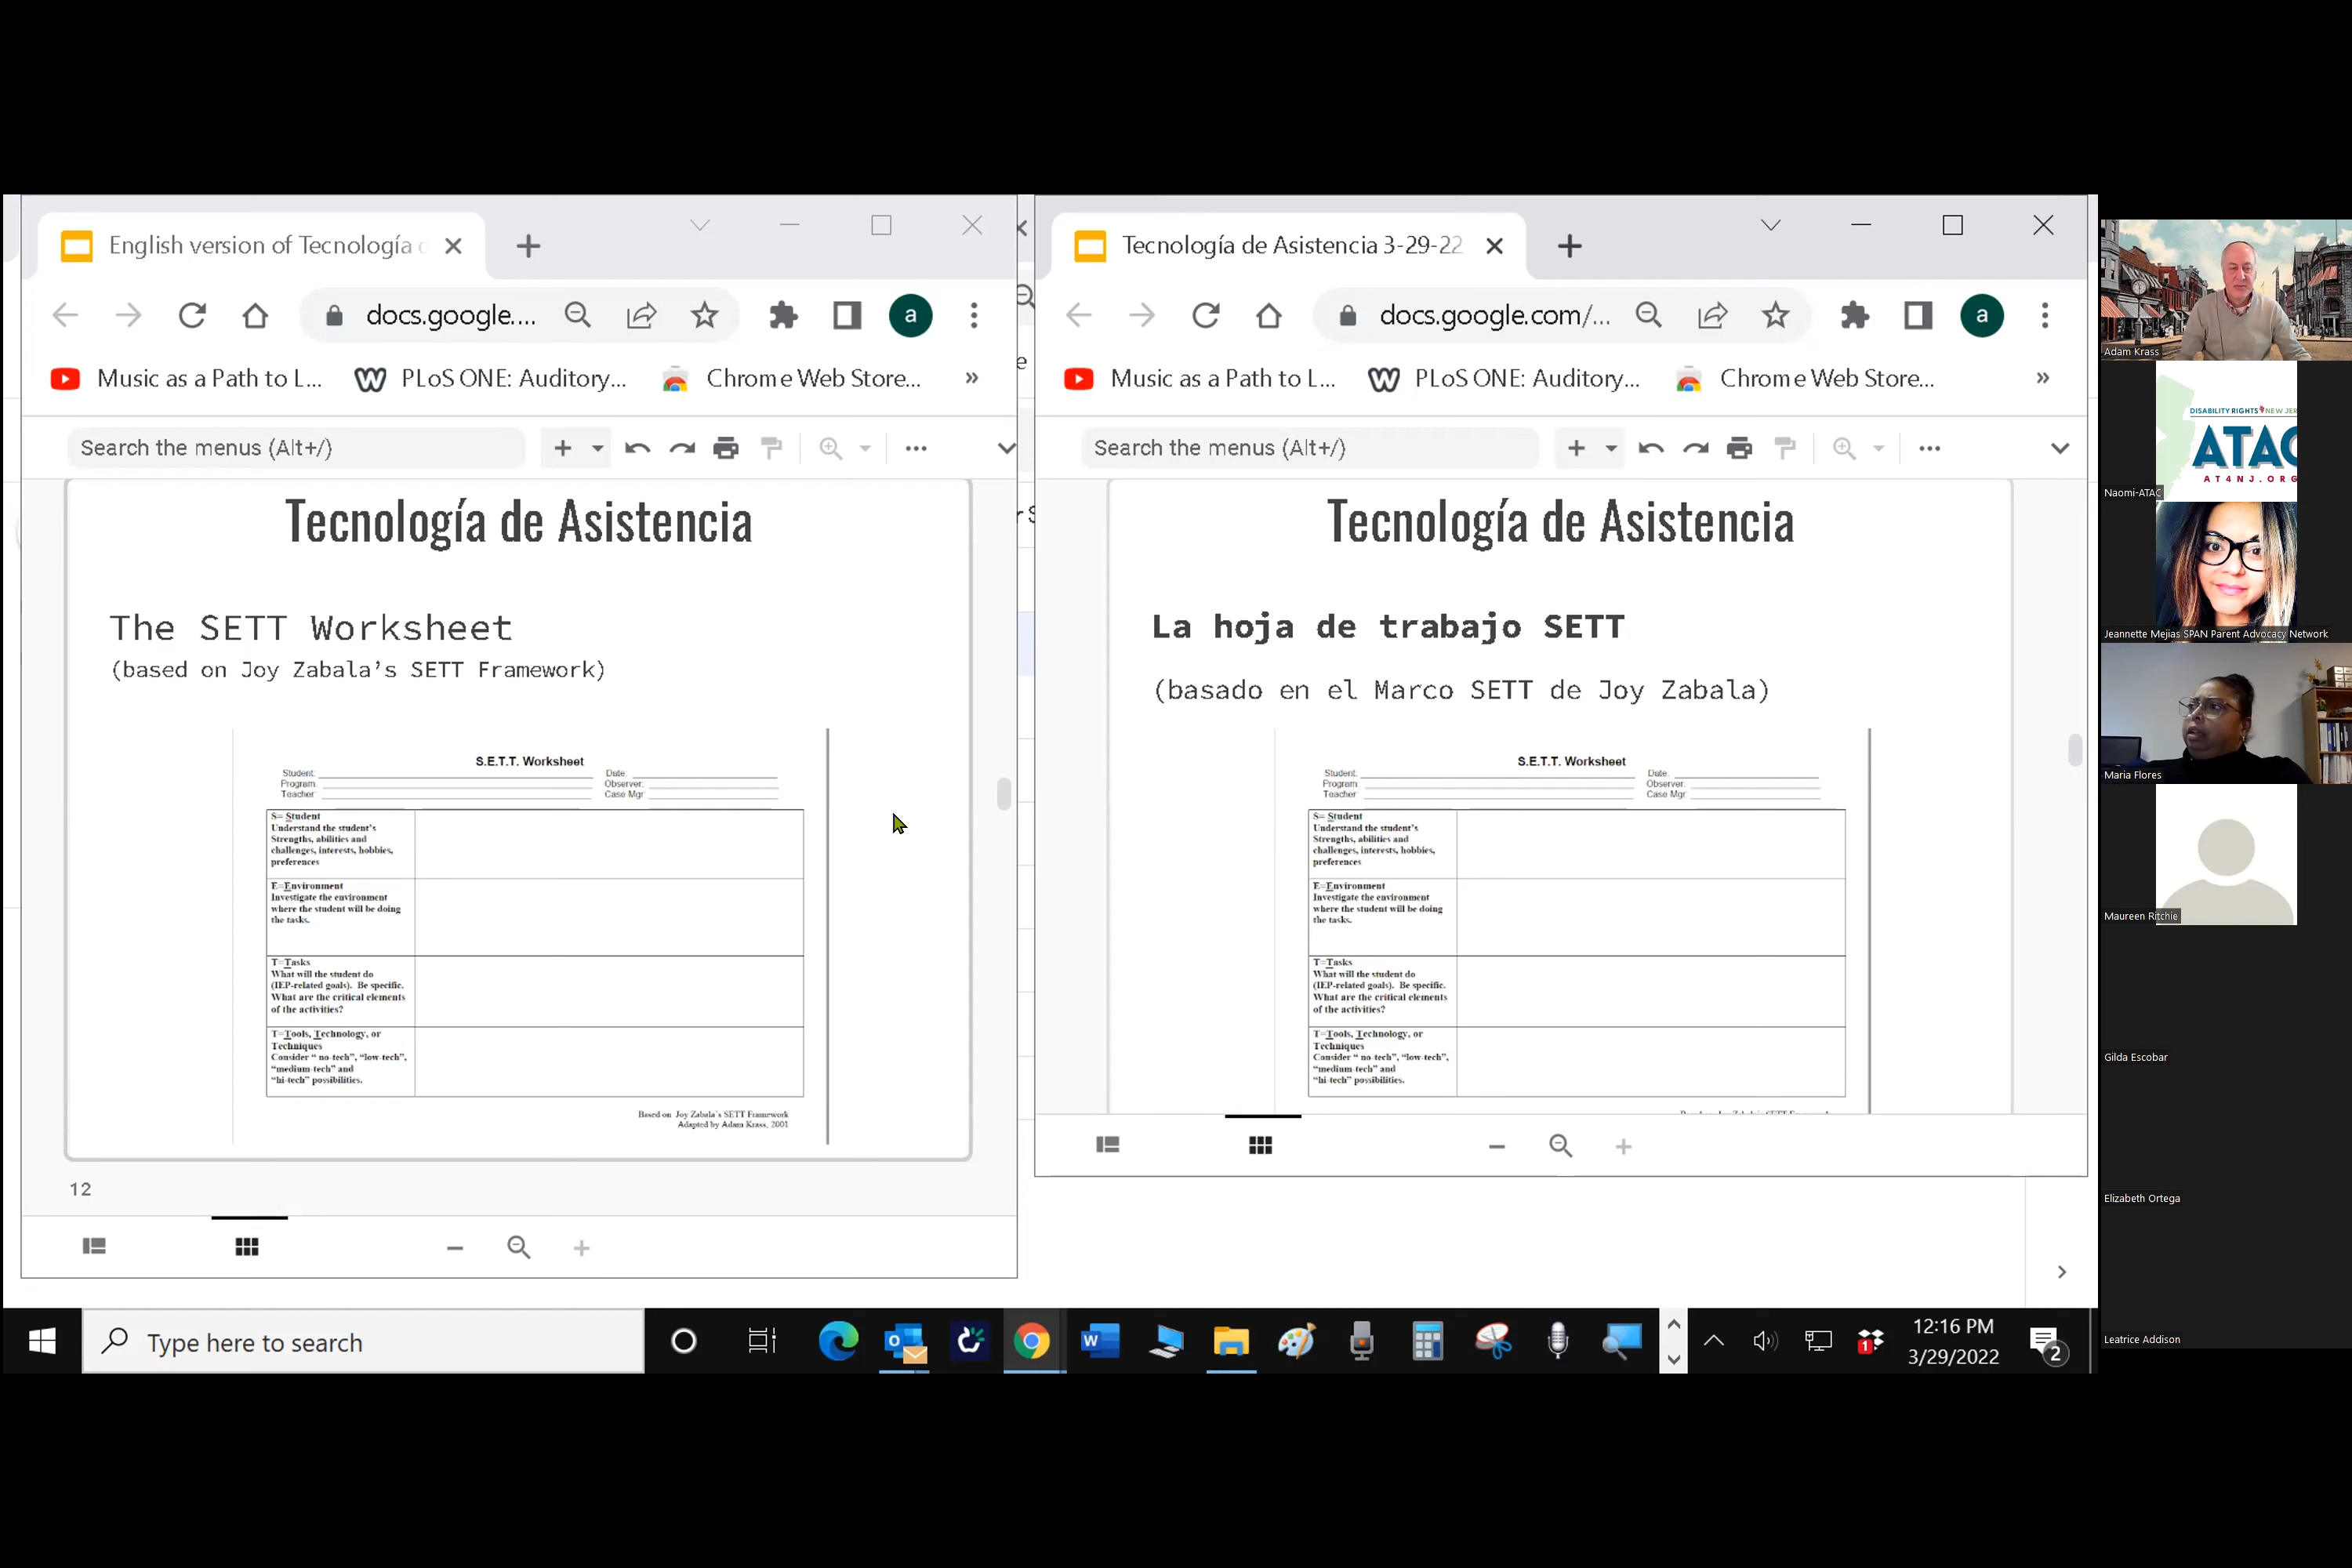 English version of Tecnología
docs.google....
Music as a Path to L...
PLoS ONE: Auditory...
Chrome Web Store...
Search the menus (Alt+/)
Tecnología de Asistencia
The SETT Worksheet
(based on Joy Zabala's SETT Framework)
S.E.T.T. Worksheet
Student:
Date:
Program:
Observer:
Teacher:
Case Mgr:
S= Student
Understand the student's
Strengths, abilities and
challenges, interests, hobbies,
preferences
E=Environment
Investigate the environment
where the student will be doing
the tasks.
T=Tasks
What will the student do
(IEP-related goals). Be specific.
What are the critical elements
of the activities?
T=Tools, Technology, or
Techniques
Consider " no-tech", "low-tech",
"medium-tech" and
"hi-tech" possibilities.
Based on Joy Zabala's SETT Framework
Adapted by Adam Krass, 2001
12
Tecnología de Asistencia 3-29-22
docs.google.com/...
Music as a Path to L...
PLoS ONE: Auditory...
Chrome Web Store...
Search the menus (Alt+/)
Tecnología de Asistencia
La hoja de trabajo SETT
(basado en el Marco SETT de Joy Zabala)
S.E.T.T. Worksheet
Student:
Date:
Program:
Observer:
Teacher:
Case Mgr:
S= Student
Understand the student's
Strengths, abilities and
challenges, interests, hobbies,
preferences
E=Environment
Investigate the environment
where the student will be doing
the tasks.
T=Tasks
What will the student do
(IEP-related goals). Be specific.
What are the critical elements
of the activities?
T=Tools, Technology, or
Techniques
Consider " no-tech", "low-tech",
"medium-tech" and
"hi-tech" possibilities.
Adam Krass
DISABILITY RIGHTS NEW JER
ATAC
AT4NJ.ORG
Naomi-ATAC
Jeannette Mejias SPAN Parent Advocacy Network
Maria Flores
Maureen Ritchie
Gilda Escobar
Elizabeth Ortega
Leatrice Addison
Type here to search
12:16 PM
3/29/2022
2